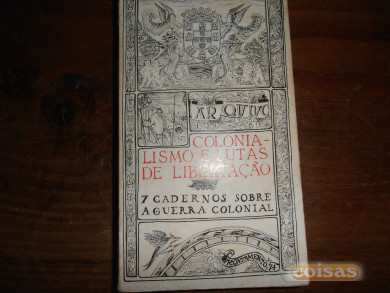 ARQUIVO
COLONIA-
LISMO E LUTAS
DE LIBERTAÇÃO
7 CADERNOS SOBRE
A GUERRA COLONIAL
coisas